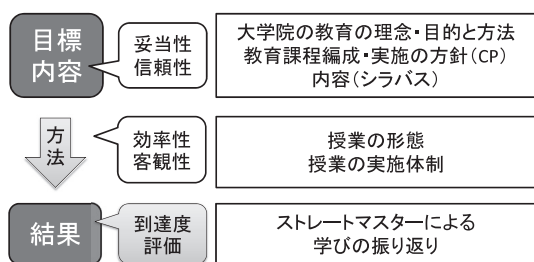 目標
内容
妥当性
信頼性
大学院の教育の理念・目的と方法
教育課程編成・実施の方針(CP)
内容(シラバス)
方法
効率性
客観性
授業の形態
授業の実施体制
結果
到達度
評価
ストレートマスターによる
学びの振り返り